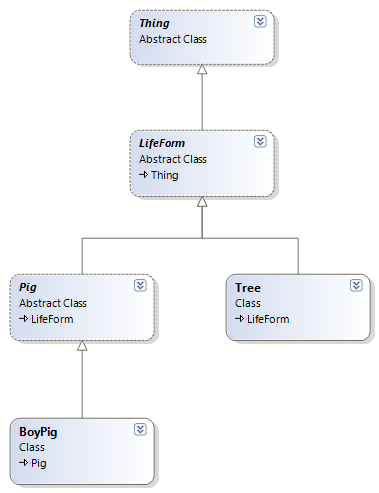 Thing
Abstract Class
LifeForm
Abstract Class
Thing
Pig
Abstract Class
LifeForm
Tree
Class
LifeForm
BoyPig
Class
Pig